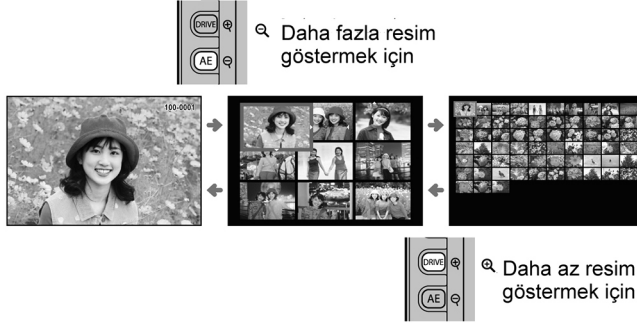 DRIVE
AE
Daha fazla resim
göstermek için
100-0001
DRIVE
AE
Daha az resim
göstermek için